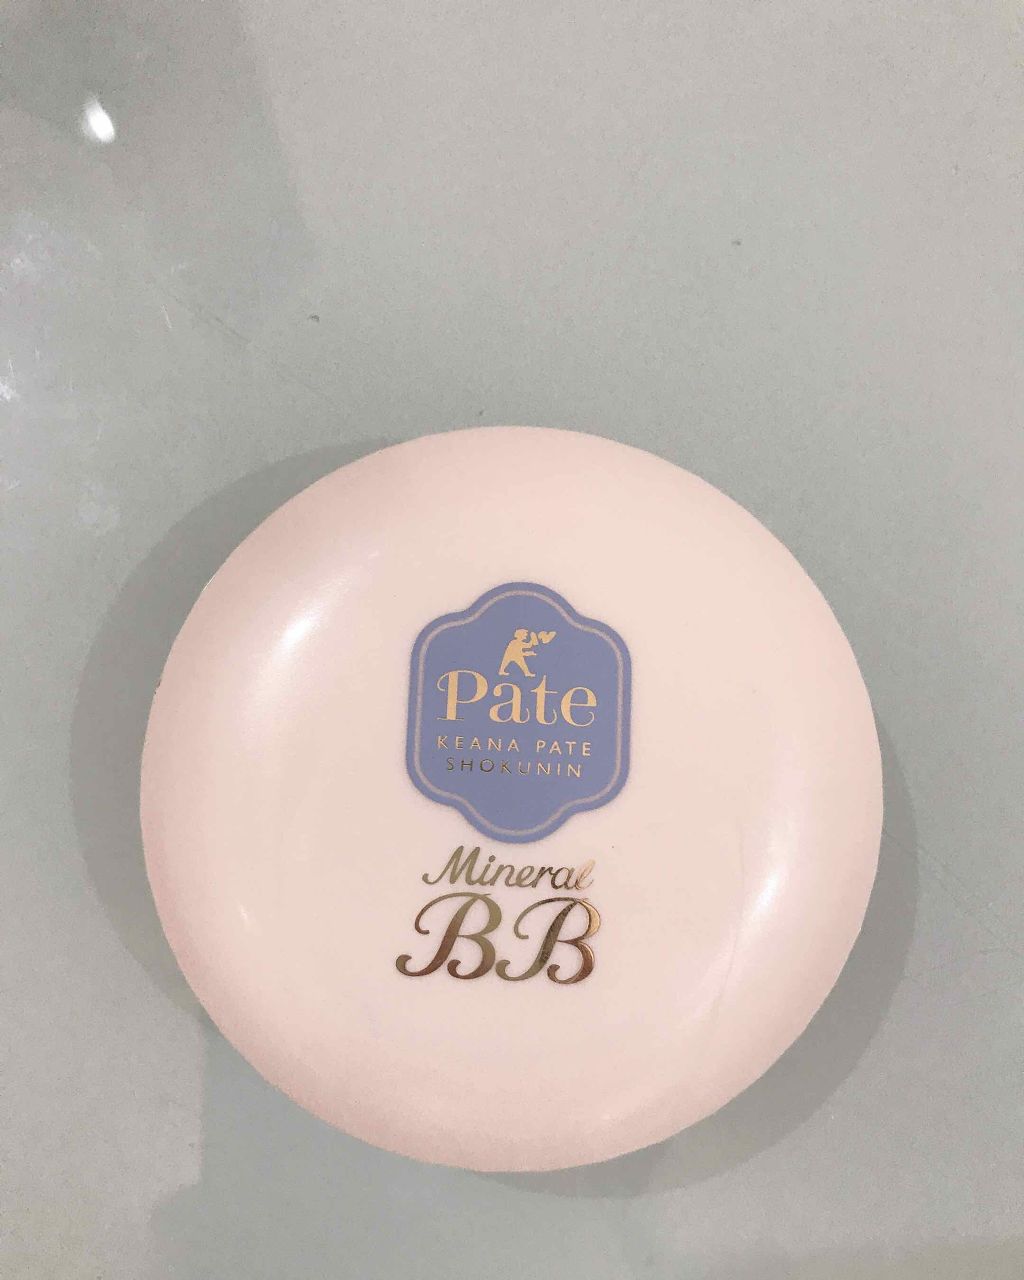 Pate
KEANA PATE
SHOKUNIN
Mineral
BB